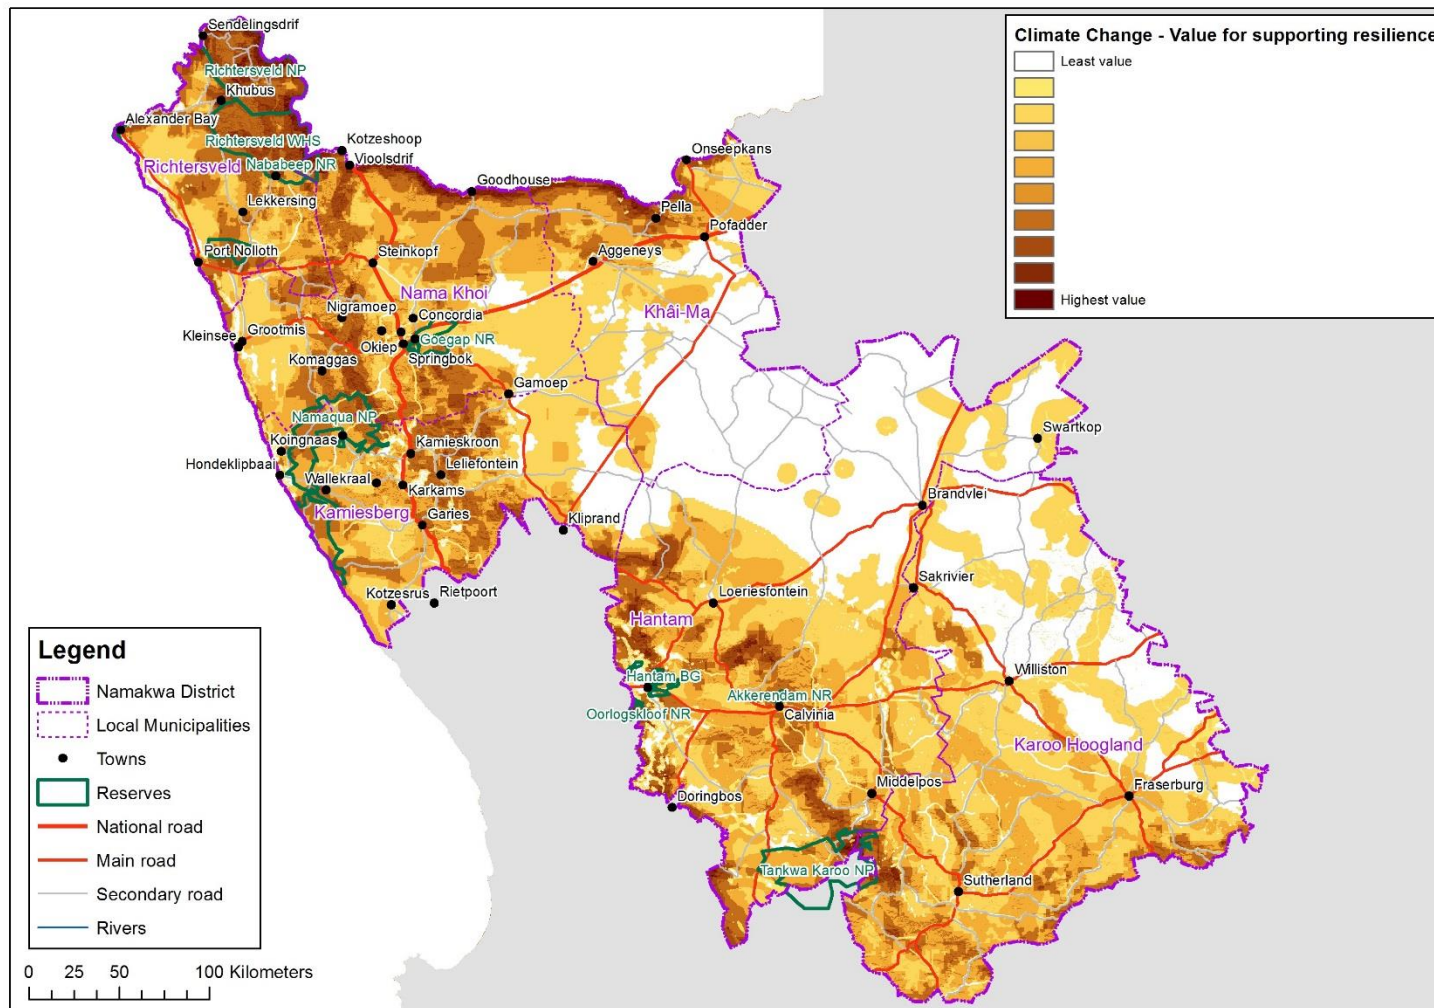 Climate Change - Value for supporting resilience
Least value
Highest value
Sendelingsdrif
Richtersveld NP
Khubus
Alexander Bay
Richtersveld WHS
Kotzeshoop
Vioolsdrif
Richtersveld
Nababeep NR
Onseepkans
Goodhouse
Lekkersing
Pella
Pofadder
Port Nolloth
Steinkopf
Aggeneys
Nama Khoi
Nigramoep
Concordia
Khâi-Ma
Kleinsee
Grootmis
Okiep
Goegap NR
Springbok
Komaggas
Gamoep
Namaqua NP
Koingnaas
Kamieskroon
Swartkop
Hondeklipbaai
Wallekraal
Leliefontein
Karkams
Brandvlei
Kamiesberg
Garies
Kliprand
Sakrivier
Kotzesrus
Rietpoort
Loeriesfontein
Hantam
Hantam BG
Williston
Akkerendam NR
Oorlogskloof NR
Calvinia
Karoo Hoogland
Middelpos
Fraserburg
Doringbos
Tankwa Karoo NP
Sutherland
Legend
Namakwa District
Local Municipalities
Towns
Reserves
National road
Main road
Secondary road
Rivers
0 25 50 100 Kilometers